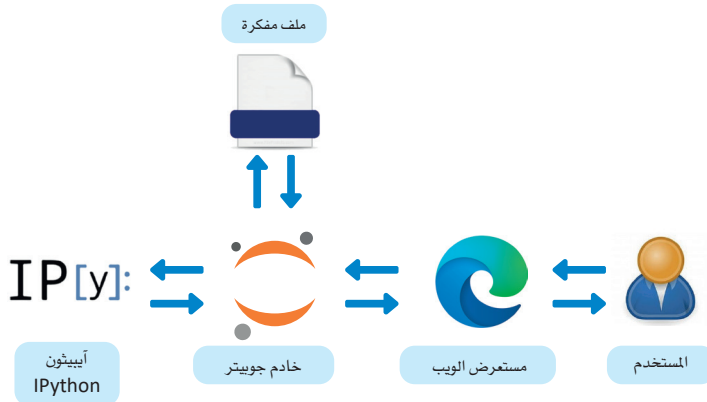 ملف مفكرة
IP[y]:
المستخدم
مستعرض الويب
خادم جوبيتر
آيبيثون
IPython